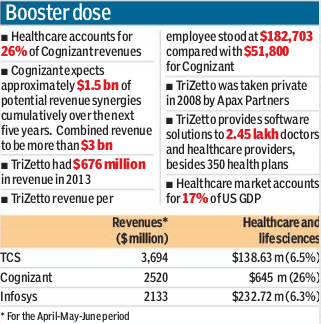 Booster dose
■ Healthcare accounts for
26% of Cognizant revenues
■ Cognizant expects
approximately $1.5 bn of
potential revenue synergies
cumulatively over the next
five years. Combined revenue
to be more than $3 bn
■ TriZetto had $676 million
in revenue in 2013
■ TriZetto revenue per
employee stood at $182,703
compared with $51,800
for Cognizant
■ TriZetto was taken private
in 2008 by Apax Partners
■ TriZetto provides software
solutions to 2.45 lakh doctors
and healthcare providers,
besides 350 health plans
■ Healthcare market accounts
for 17% of US GDP
Revenues* Healthcare and
($ million) life sciences
TCS 3,694 $138.63 m (6.5%)
Cognizant 2520 $645 m (26%)
Infosys 2133 $232.72 m (6.3%)
* For the April-May-June period